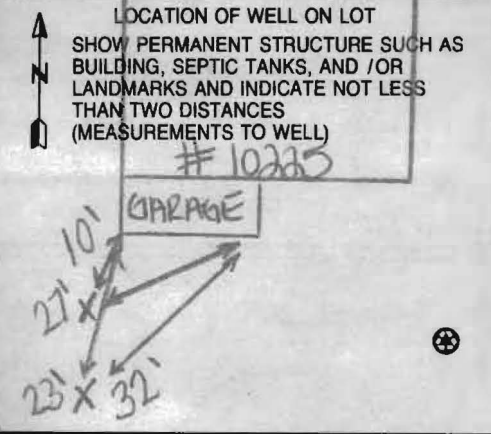 LOCATION OF WELL ON LOT
SHOW PERMANENT STRUCTURE SUCH AS
BUILDING, SEPTIC TANKS, AND /OR
LANDMARKS AND INDICATE NOT LESS
THAN TWO DISTANCES
(MEASUREMENTS TO WELL)
N
# 10225
GARAGE
10'
27' X
23' X 32'